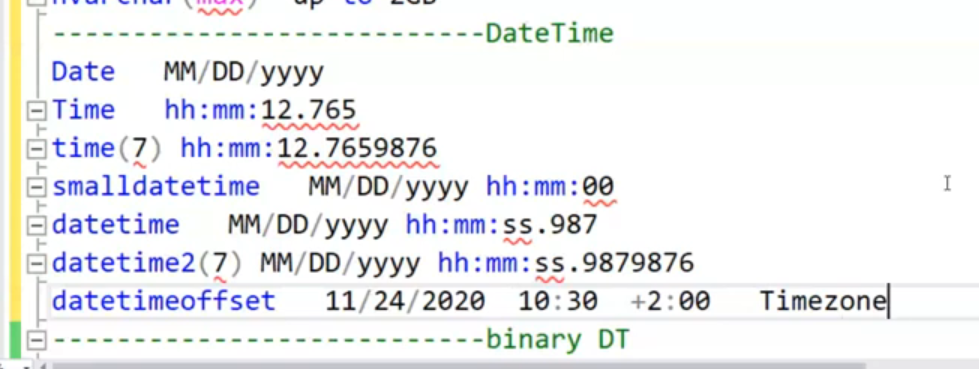 nvarchar(max) up to 2GB
---------------------------DateTime
Date   MM/DD/yyyy
Time   hh:mm:12.765
time(7) hh:mm:12.7659876
smalldatetime   MM/DD/yyyy hh:mm:00
datetime   MM/DD/yyyy hh:mm:ss.987
datetime2(7) MM/DD/yyyy hh:mm:ss.9879876
datetimeoffset   11/24/2020  10:30  +2:00   Timezone
---------------------------binary DT